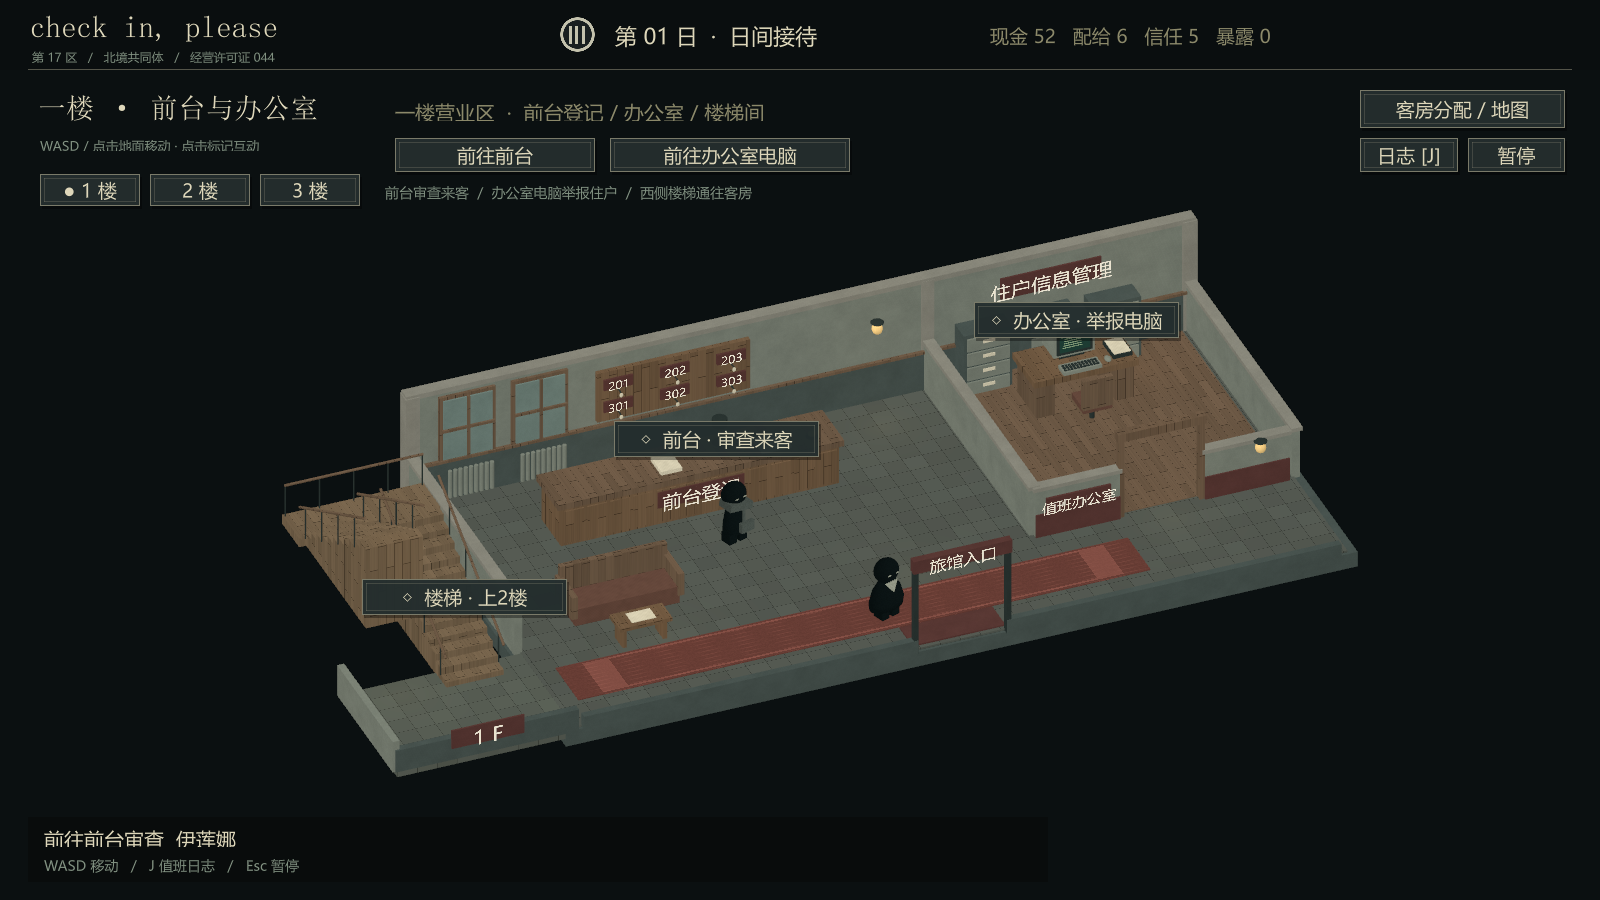 check in, please
第 17 区 / 北境共同体 / 经营许可证 044
第 01 日 · 日间接待
现金 52 配给 6 信任 5 暴露 0
一楼 · 前台与办公室
WASD / 点击地面移动 · 点击标记互动
● 1 楼
2 楼
3 楼
一楼营业区 · 前台登记 / 办公室 / 楼梯间
前往前台
前往办公室电脑
前台审查来客 / 办公室电脑举报住户 / 西侧楼梯通往客房
客房分配 / 地图
日志 [J]
暂停
住户信息管理
◇ 办公室 · 举报电脑
201
202
203
301
302
303
◇ 前台 · 审查来客
前台登记
值班办公室
旅馆入口
◇ 楼梯 · 上2楼
1 F
前往前台审查 伊莲娜
WASD 移动 / J 值班日志 / Esc 暂停